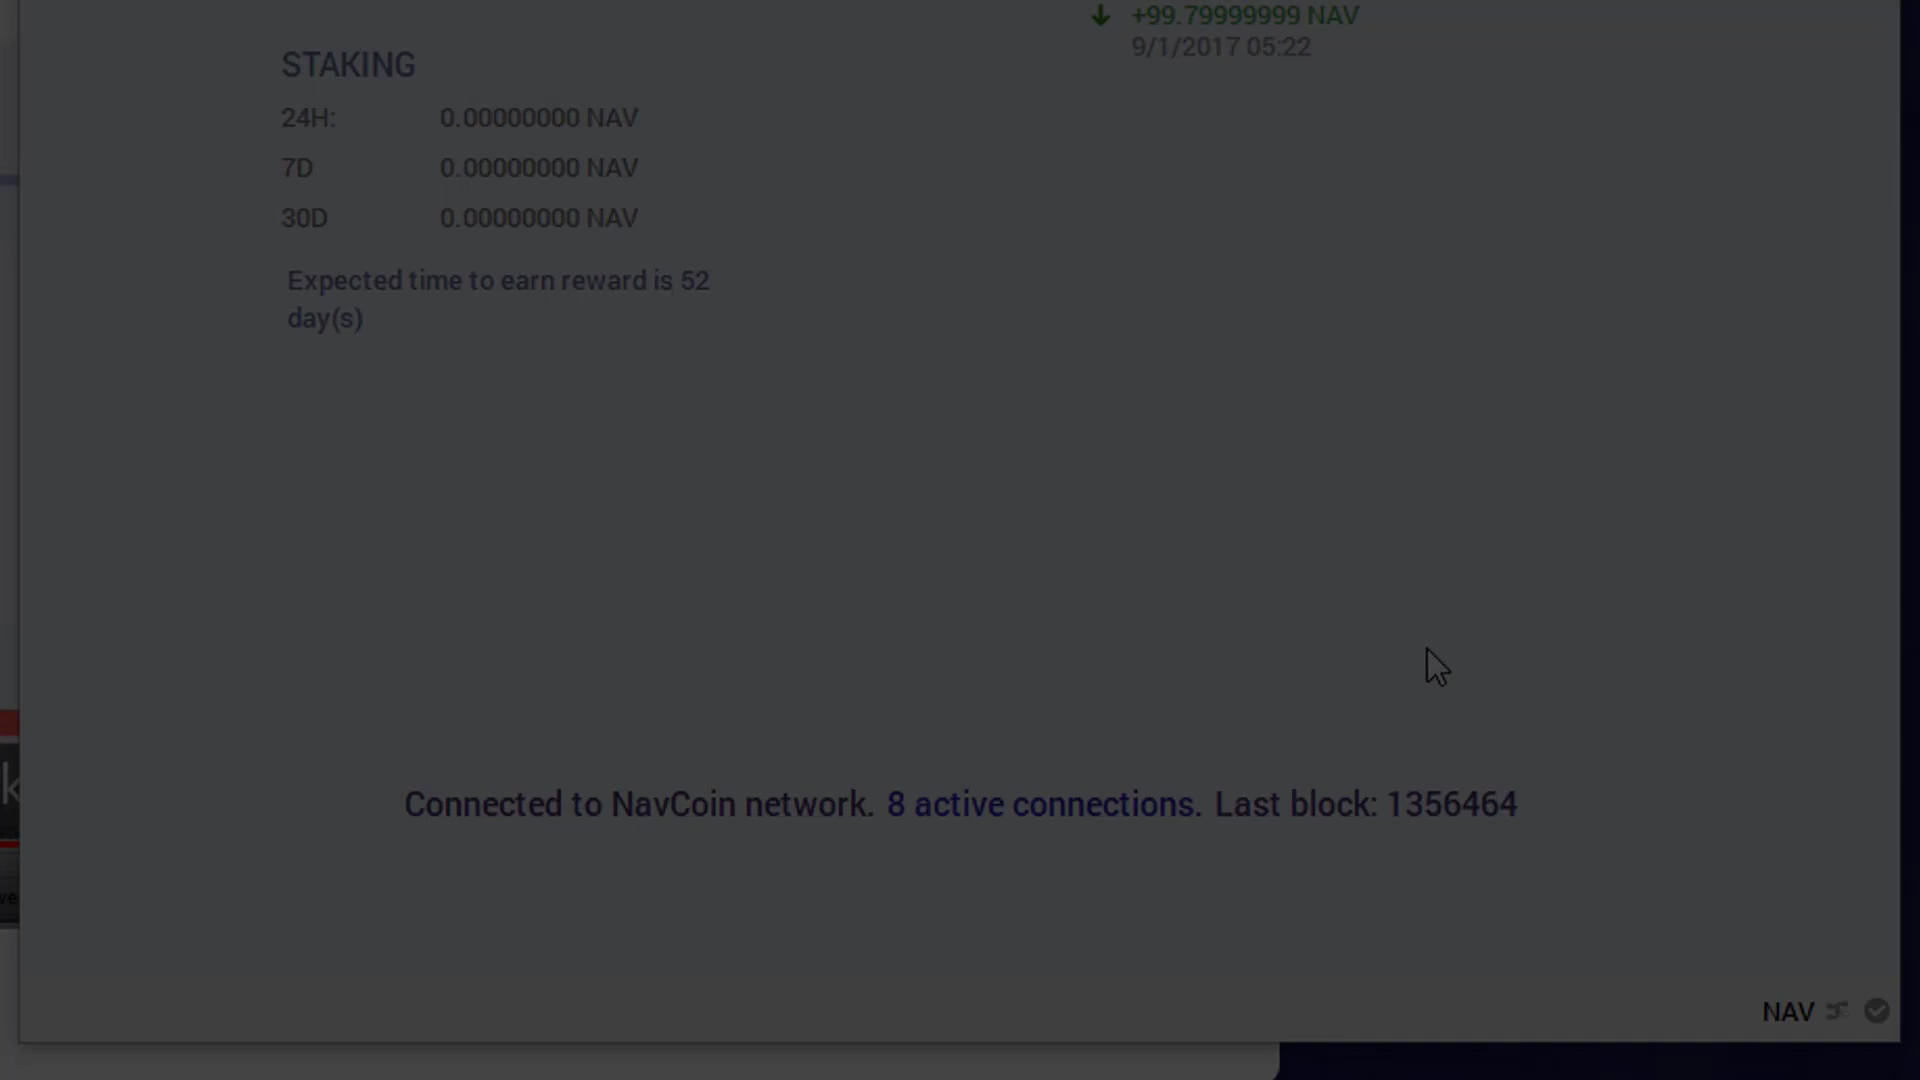 +99.79999999 NAV
9/1/2017 05:22
STAKING
24H: 0.00000000 NAV
7D 0.00000000 NAV
30D 0.00000000 NAV
Expected time to earn reward is 52
day(s)
k
Connected to NavCoin network. 8 active connections. Last block: 1356464
ve
NAV